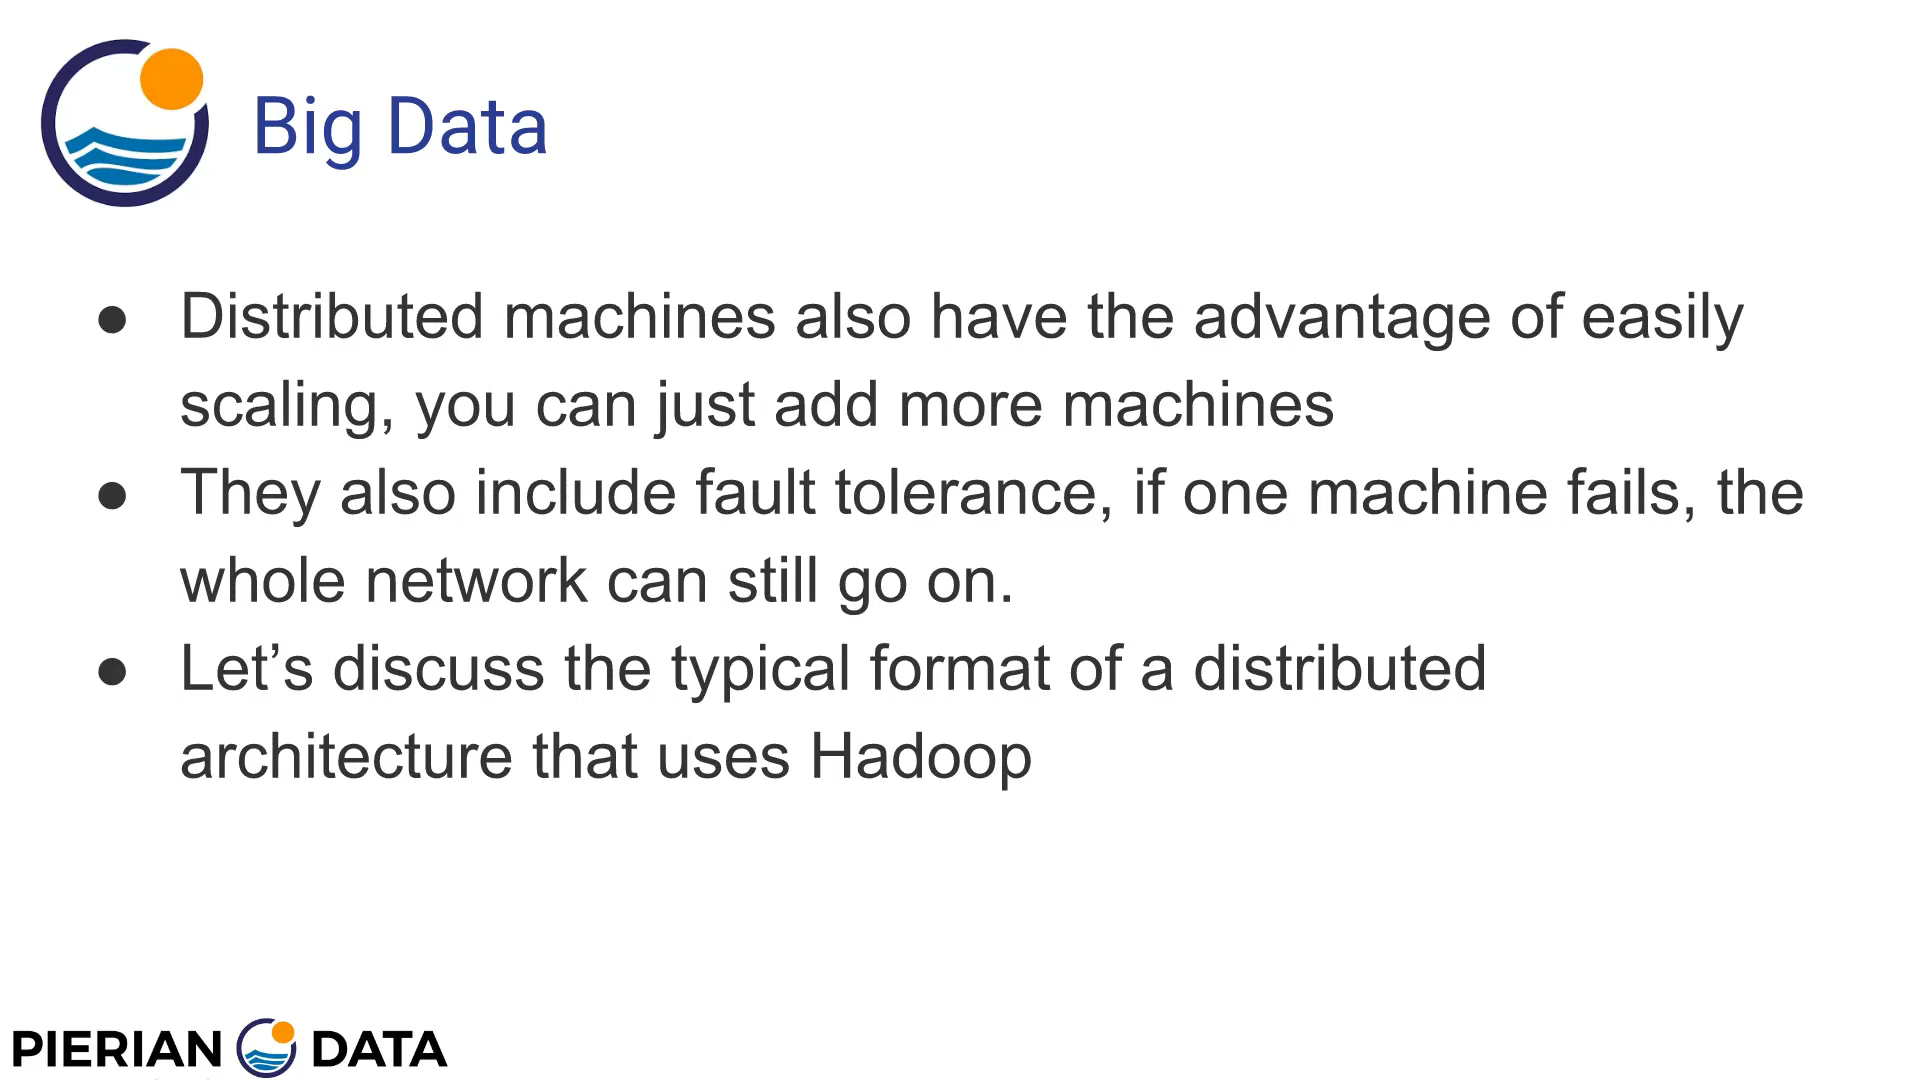 Big Data
● Distributed machines also have the advantage of easily
scaling, you can just add more machines
● They also include fault tolerance, if one machine fails, the
whole network can still go on.
● Let’s discuss the typical format of a distributed
architecture that uses Hadoop
PIERIAN DATA